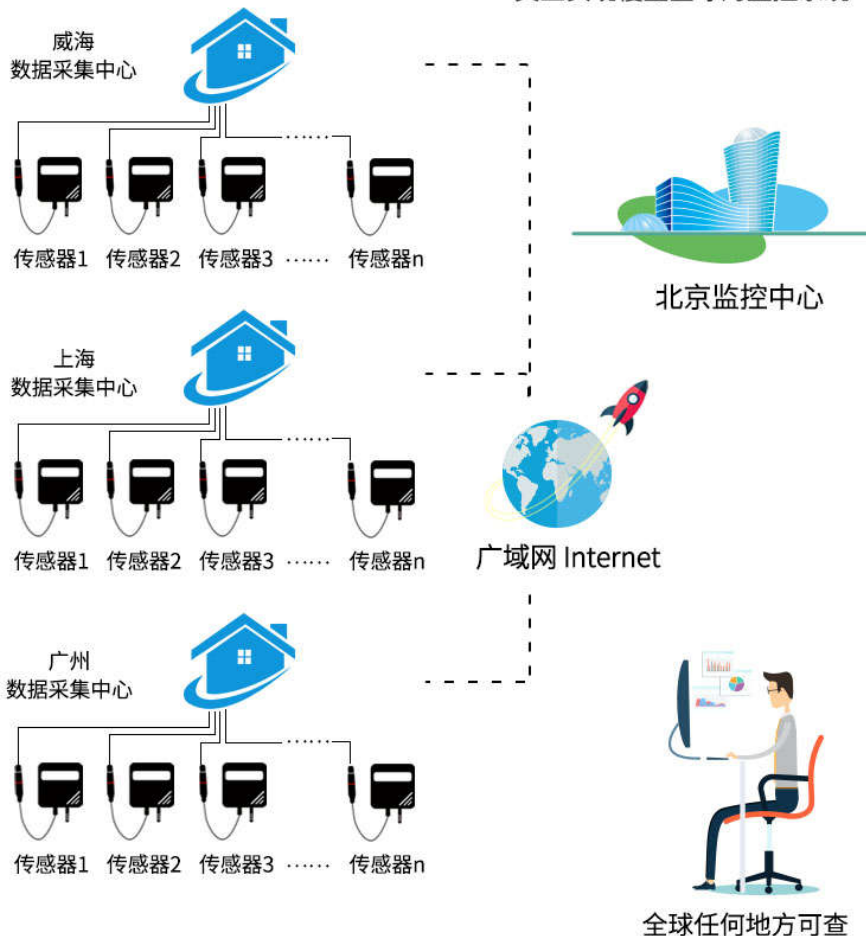 威海
数据采集中心
传感器1 传感器2 传感器3 …… 传感器n
北京监控中心
上海
数据采集中心
传感器1 传感器2 传感器3 …… 传感器n
广域网 Internet
广州
数据采集中心
传感器1 传感器2 传感器3 …… 传感器n
全球任何地方可查